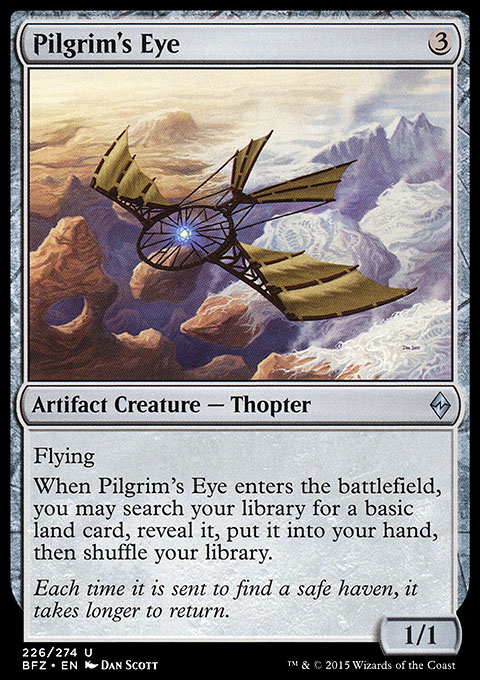 Pilgrim's Eye 3
Artifact Creature — Thopter
Flying
When Pilgrim's Eye enters the battlefield,
you may search your library for a basic
land card, reveal it, put it into your hand,
then shuffle your library.
Each time it is sent to find a safe haven, it
takes longer to return.
1/1
226/274 U
BFZ • EN Dan Scott
™ & © 2015 Wizards of the Coast